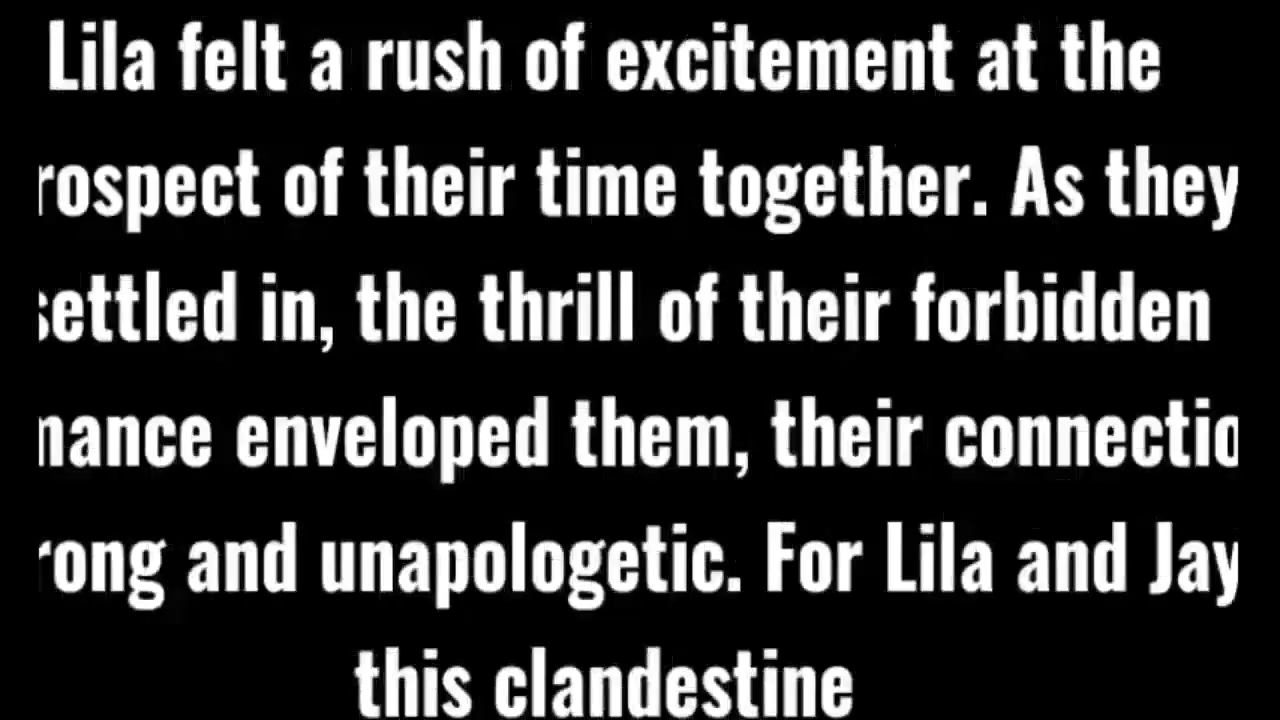 Lila felt a rush of excitement at the
rospect of their time together. As they
settled in, the thrill of their forbidden
mance enveloped them, their connectio
rong and unapologetic. For Lila and Jay
this clandestine